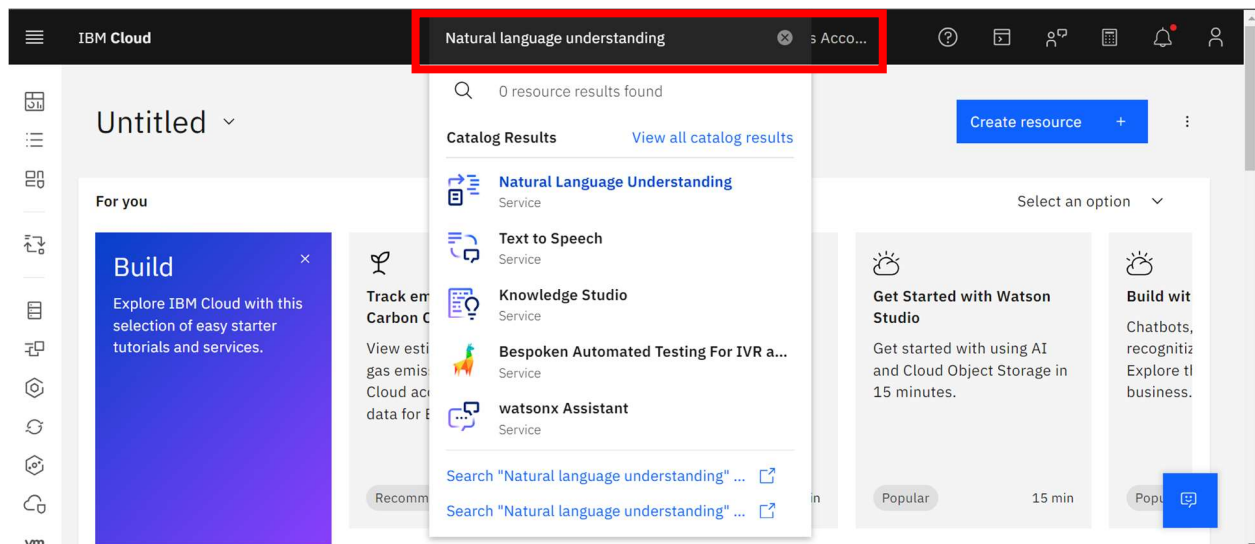 IBM Cloud
Natural language understanding
s Acco...
0 resource results found
Untitled
Create resource +
Catalog Results
View all catalog results
Natural Language Understanding
Service
Text to Speech
Service
Knowledge Studio
Service
Bespoken Automated Testing For IVR a...
Service
watsonx Assistant
Service
Search "Natural language understanding" ...
Search "Natural language understanding" ...
For you
Select an option
Build
Explore IBM Cloud with this
selection of easy starter
tutorials and services.
Track em
Carbon C
View esti
gas emis
Cloud acc
data for E
Recomm
in
Get Started with Watson
Studio
Get started with using AI
and Cloud Object Storage in
15 minutes.
Popular
15 min
Build wit
Chatbots,
recognitiz
Explore th
business.
Popu
vm